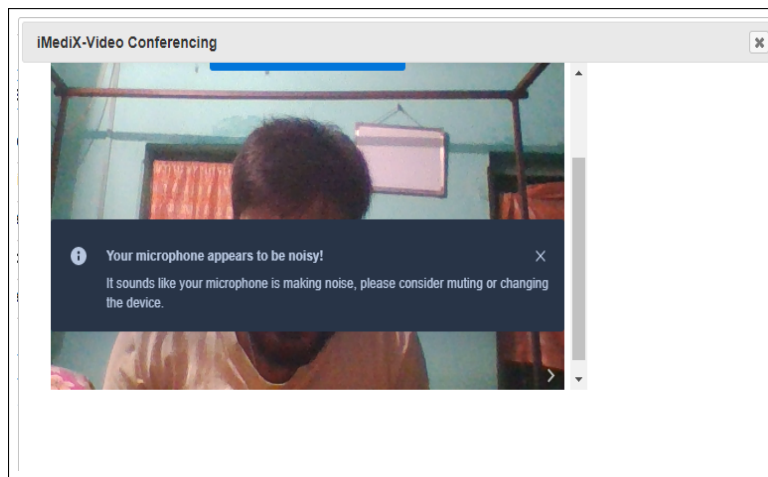 iMediX-Video Conferencing
Your microphone appears to be noisy!
It sounds like your microphone is making noise, please consider muting or changing
the device.